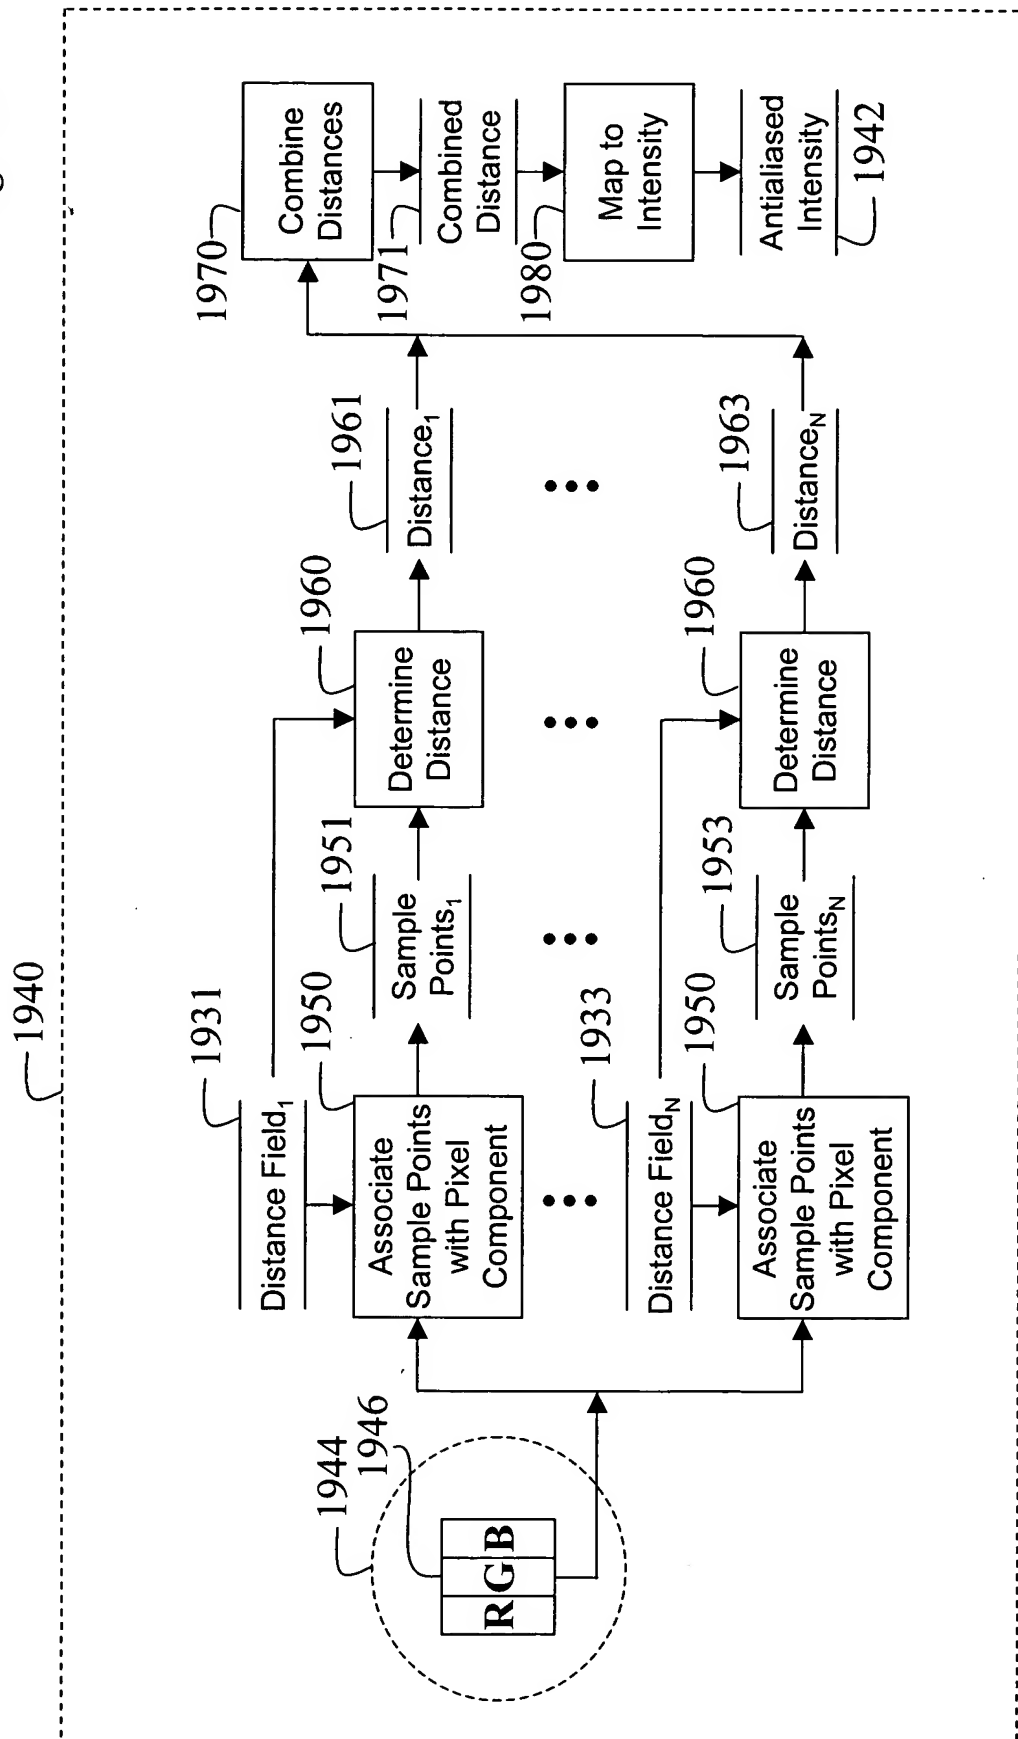 1940
1944
1946
R G B
1931
Distance Field1
1950
Associate
Sample Points
with Pixel
Component
1951
Sample
Points1
1960
Determine
Distance
1961
Distance1
1933
Distance FieldN
1950
Associate
Sample Points
with Pixel
Component
1953
Sample
PointsN
1960
Determine
Distance
1963
DistanceN
1970
Combine
Distances
1971
Combined
Distance
1980
Map to
Intensity
Antialiased
Intensity
1942